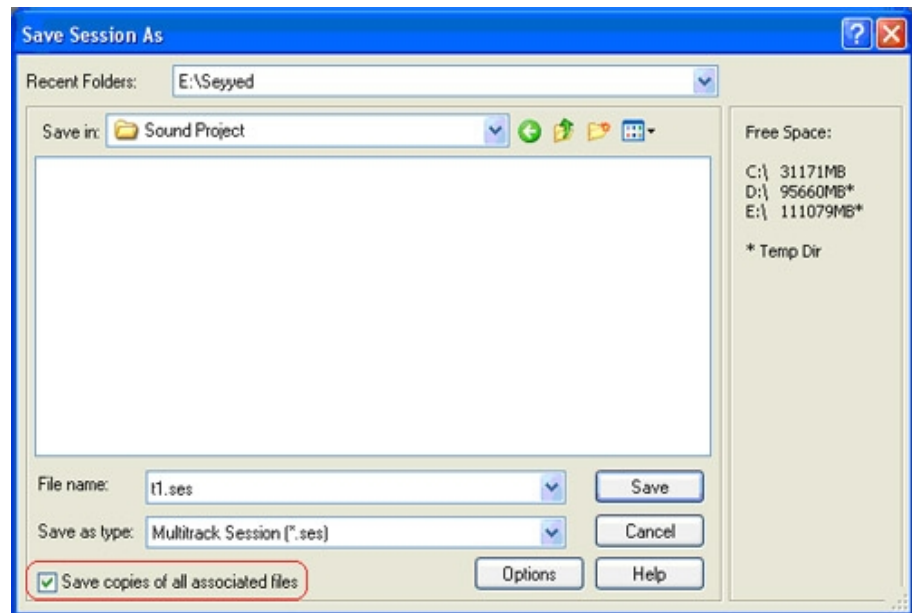 Save Session As
Recent Folders: E:\Seyyed
Save in: Sound Project
Free Space:
C:\ 31171MB
D:\ 95660MB*
E:\ 111079MB*
* Temp Dir
File name: t1.ses
Save
Save as type: Multitrack Session (*.ses)
Cancel
Save copies of all associated files
Options
Help